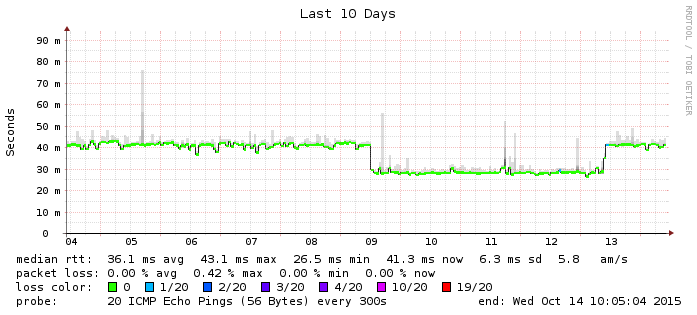 Last 10 Days
RRDTOOL / TOBI OETIKER
Seconds
90 m
80 m
70 m
60 m
50 m
40 m
30 m
20 m
10 m
0
04 05 06 07 08 09 10 11 12 13
median rtt: 36.1 ms avg 43.1 ms max 26.5 ms min 41.3 ms now 6.3 ms sd 5.8 am/s
packet loss: 0.00 % avg 0.42 % max 0.00 % min 0.00 % now
loss color: 0 1/20 2/20 3/20 4/20 10/20 19/20
probe: 20 ICMP Echo Pings (56 Bytes) every 300s end: Wed Oct 14 10:05:04 2015